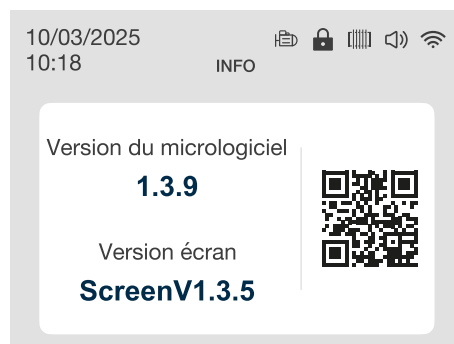 10/03/2025
10:18
INFO
Version du micrologiciel
1.3.9
Version écran
ScreenV1.3.5